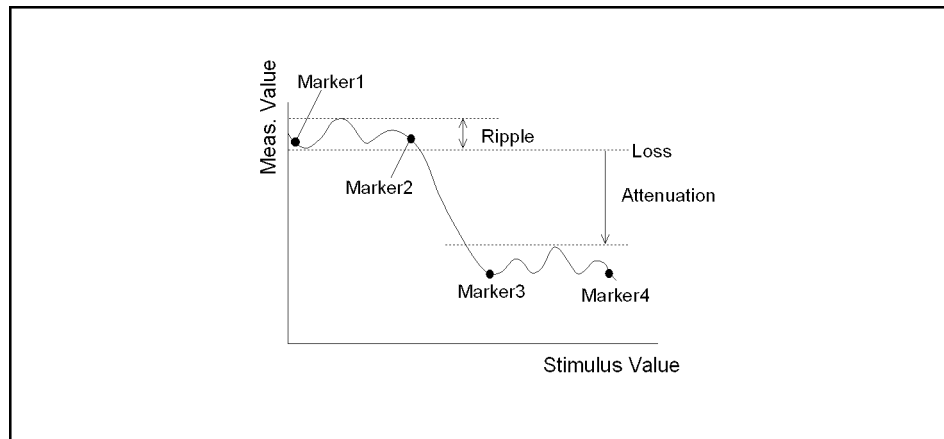 Meas. Value
Marker1
Ripple
Loss
Marker2
Attenuation
Marker3
Marker4
Stimulus Value